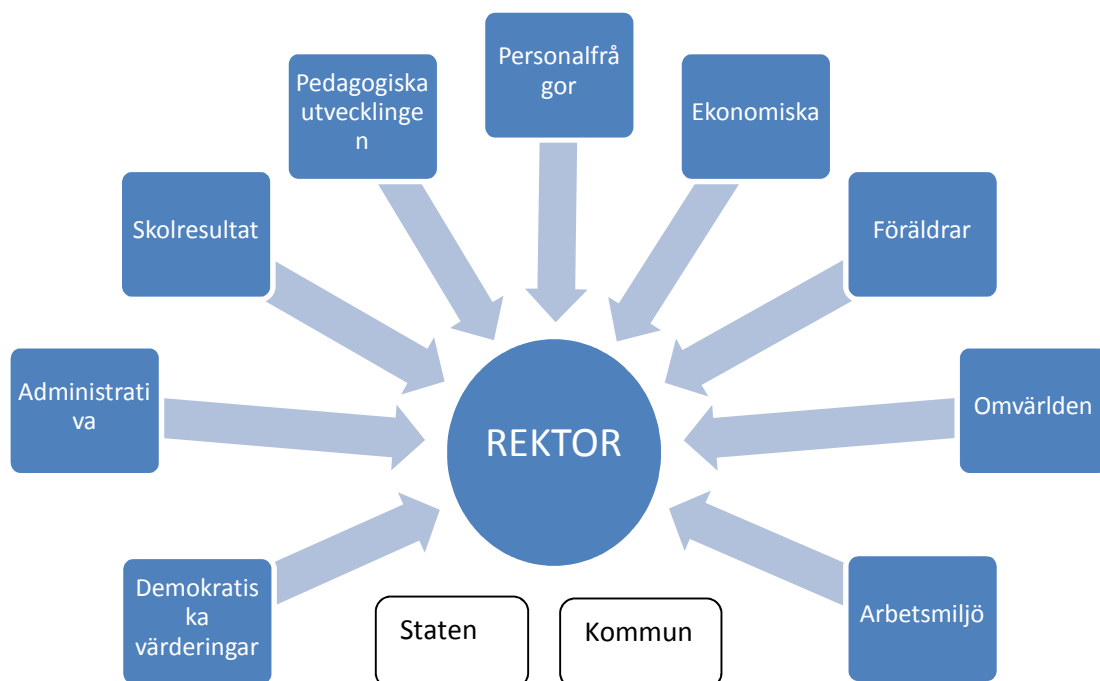 Personalfrå
gor
Pedagogiska
utvecklinge
n
Ekonomiska
Skolresultat
Föräldrar
Administrati
va
REKTOR
Omvärlden
Demokratis
ka
värderingar
Staten
Kommun
Arbetsmiljö